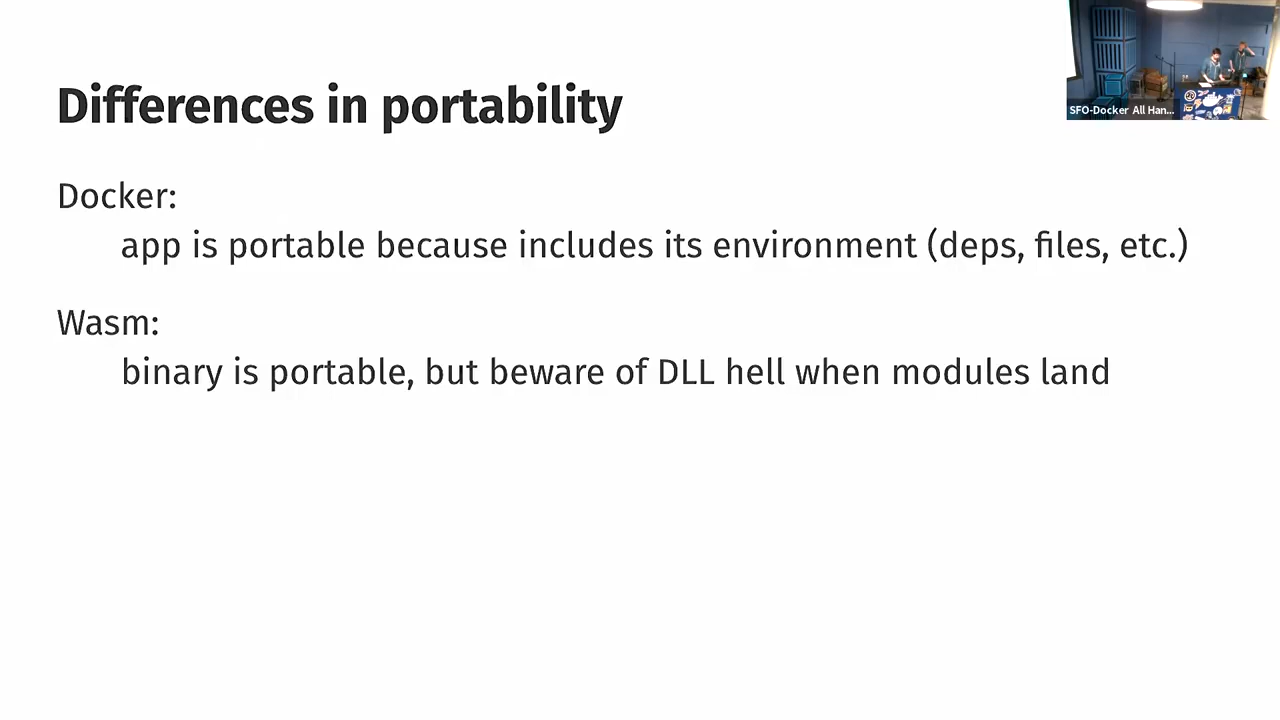 Differences in portability
SFO-Docker All Han...
Docker:
app is portable because includes its environment (deps, files, etc.)
Wasm:
binary is portable, but beware of DLL hell when modules land